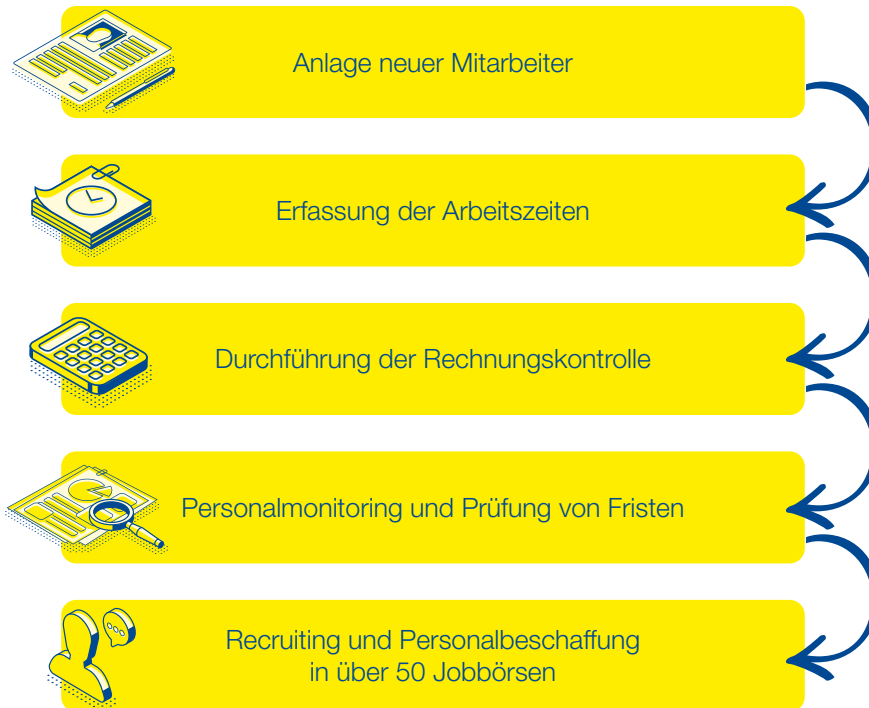 Anlage neuer Mitarbeiter
Erfassung der Arbeitszeiten
Durchführung der Rechnungskontrolle
Personalmonitoring und Prüfung von Fristen
Recruiting und Personalbeschaffung
in über 50 Jobbörsen